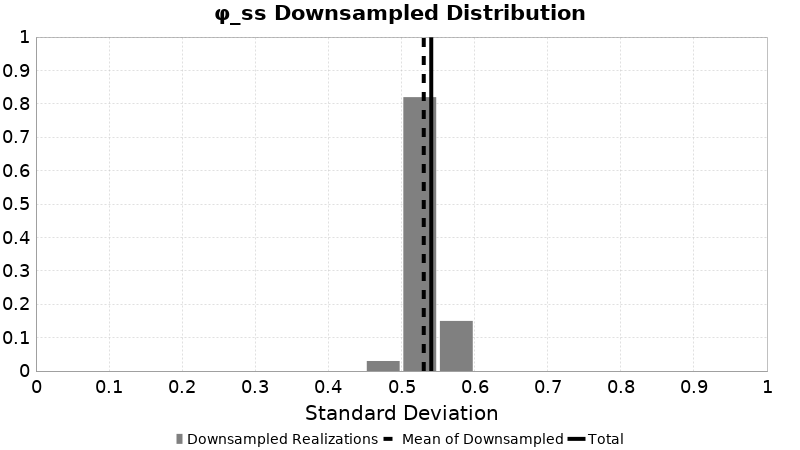 φ_ss Downsampled Distribution
1
0.9
0.8
0.7
0.6
0.5
0.4
0.3
0.2
0.1
0
0 0.1 0.2 0.3 0.4 0.5 0.6 0.7 0.8 0.9 1
Standard Deviation
Downsampled Realizations Mean of Downsampled Total